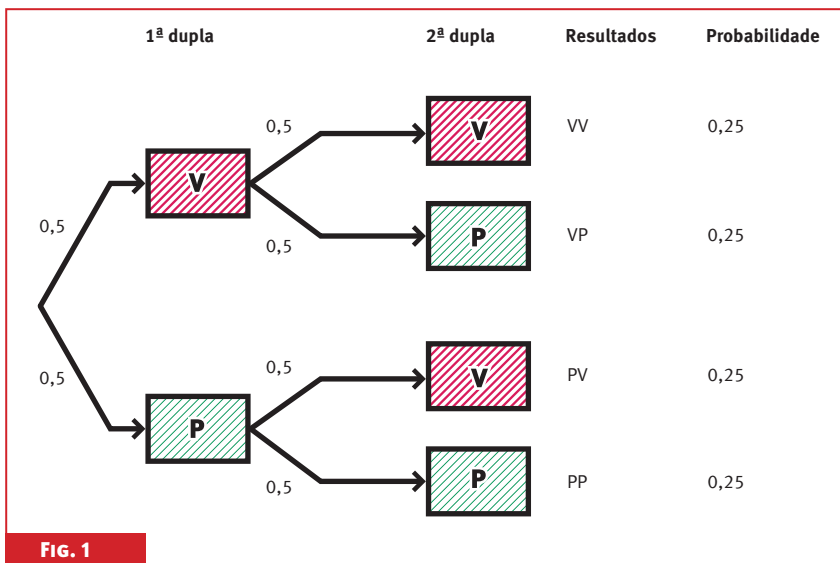 1ª dupla 2ª dupla Resultados Probabilidade
0,5 V VV 0,25
V
0,5 0,5 P VP 0,25
0,5 0,5 V PV 0,25
P
0,5 P PP 0,25
FIG. 1